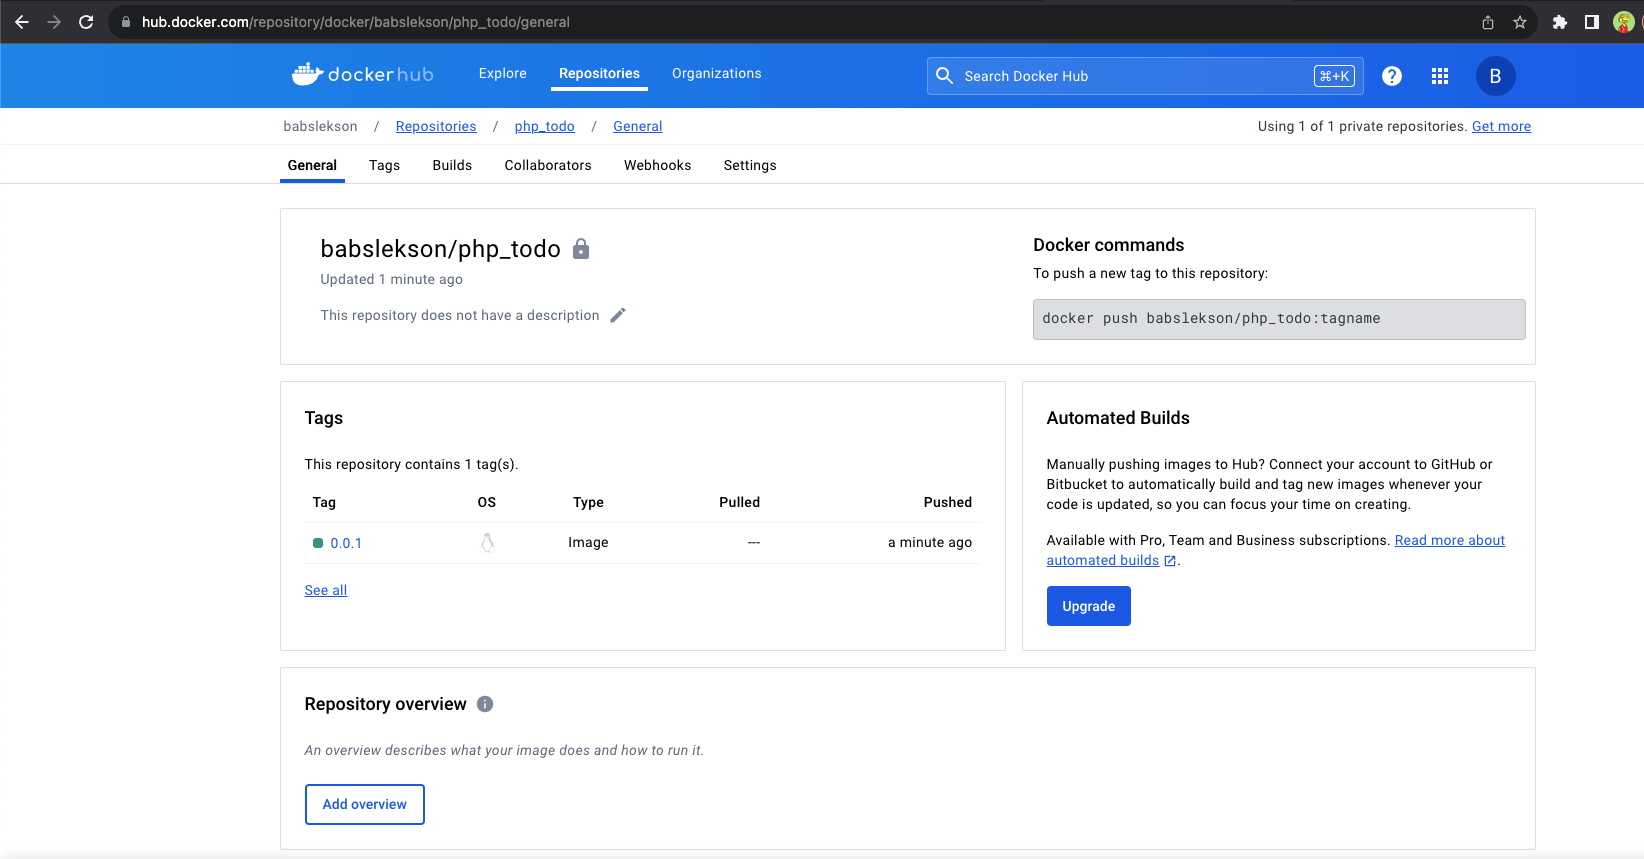 hub.docker.com/repository/docker/babslekson/php_todo/general
dockerhub Explore Repositories Organizations Search Docker Hub ⌘+K ? B
babslekson / Repositories / php_todo / General Using 1 of 1 private repositories. Get more
General Tags Builds Collaborators Webhooks Settings
babslekson/php_todo
Updated 1 minute ago
This repository does not have a description
Docker commands
To push a new tag to this repository:
docker push babslekson/php_todo:tagname
Tags
This repository contains 1 tag(s).
Tag OS Type Pulled Pushed
0.0.1 Image --- a minute ago
See all
Automated Builds
Manually pushing images to Hub? Connect your account to GitHub or
Bitbucket to automatically build and tag new images whenever your
code is updated, so you can focus your time on creating.
Available with Pro, Team and Business subscriptions. Read more about
automated builds .
Upgrade
Repository overview i
An overview describes what your image does and how to run it.
Add overview